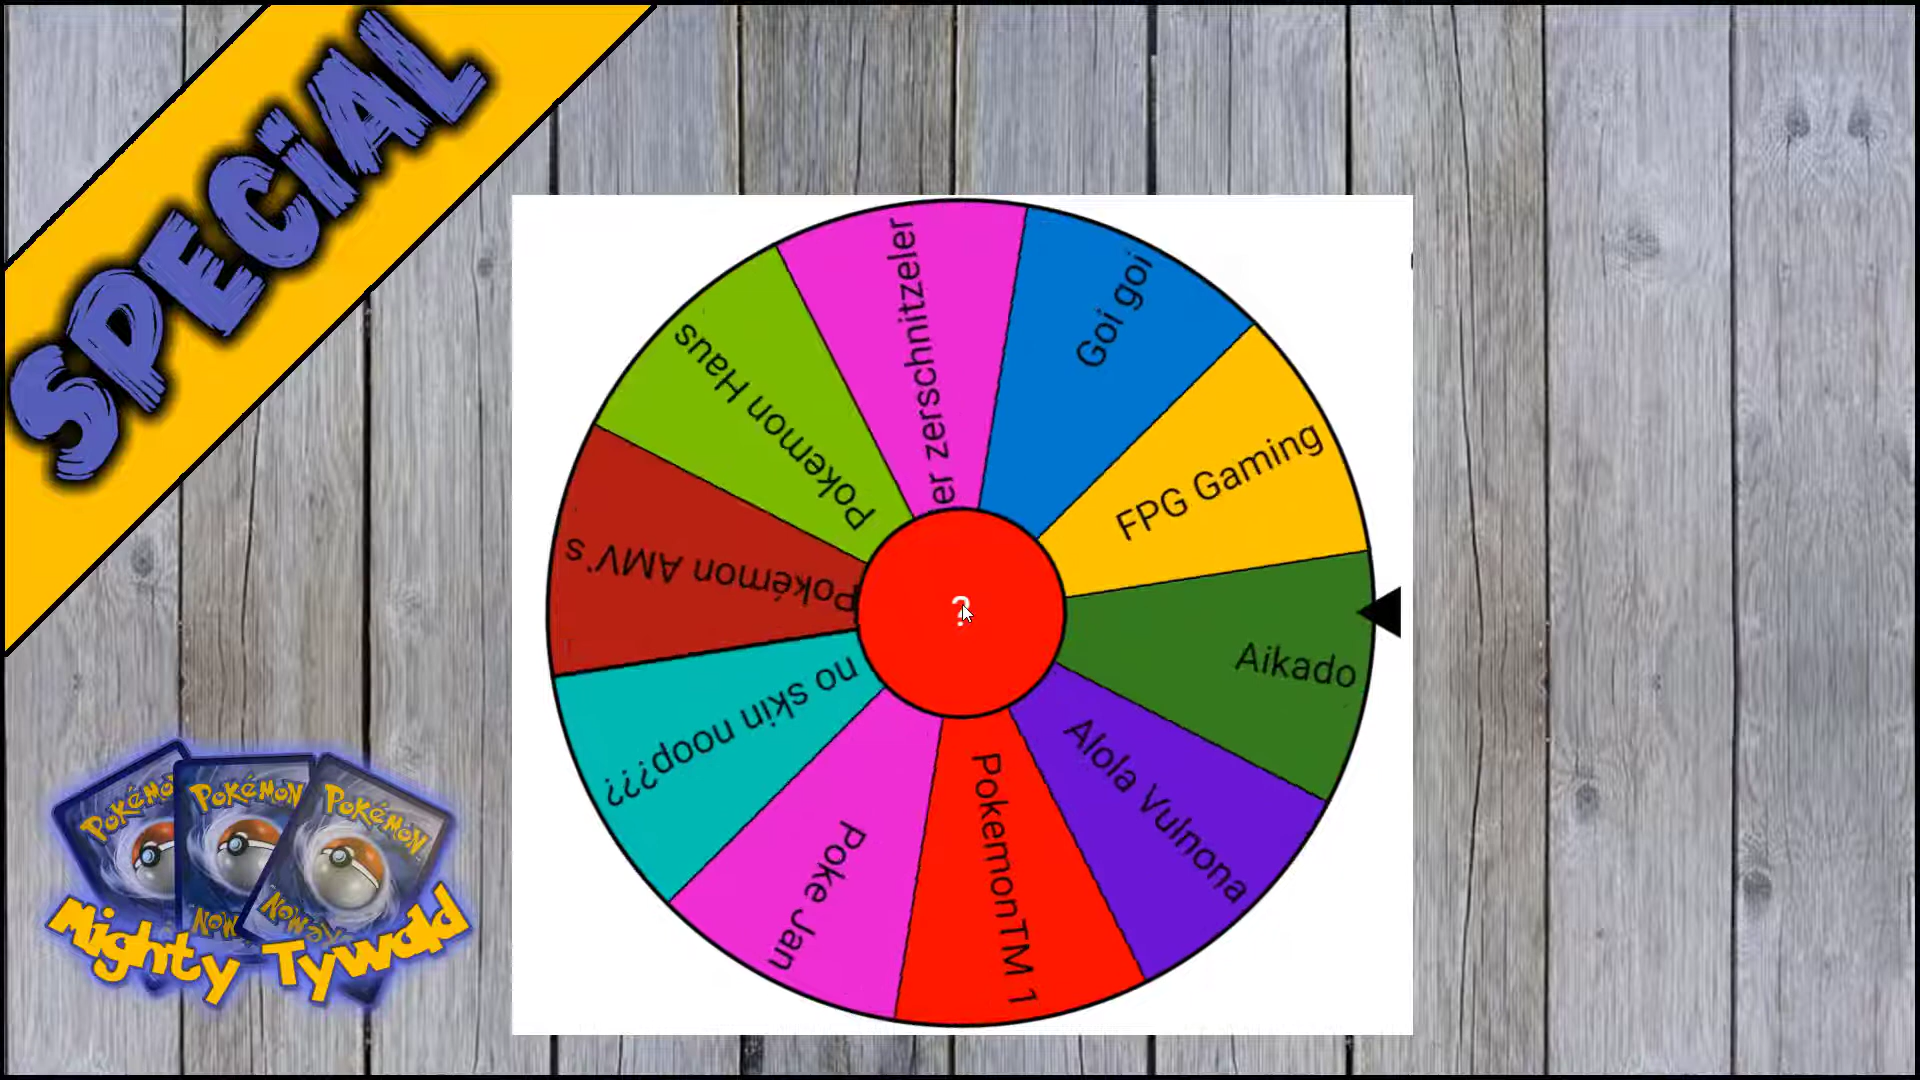 SPECiAL
er zerschnitzeler
Goi goi
FPG Gaming
Aikado
Alola Vulnona
PokemonTM 1
Poke Jan
no skin noop???
Pokémon AMV's
Pokemon Haus
?
POKéMON
POKéMON
POKéMON
Mighty Tywald